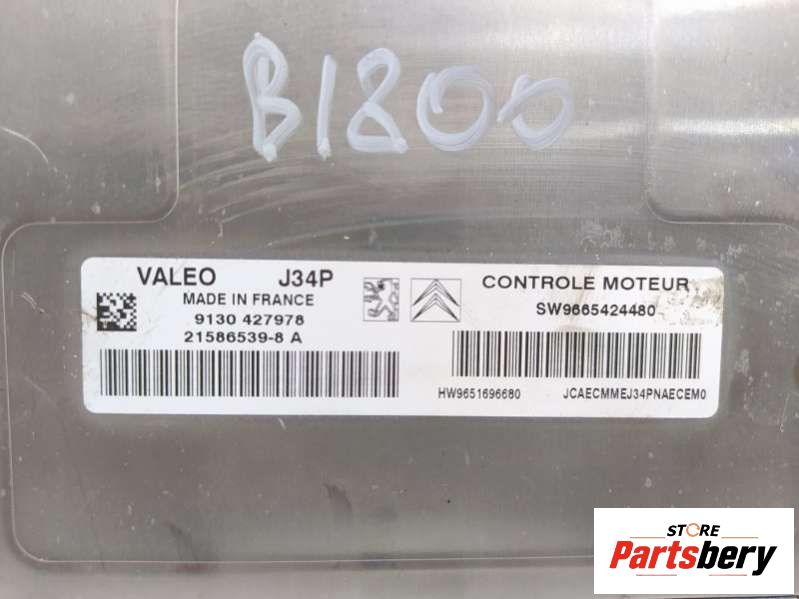 B1800
VALEO J34P
MADE IN FRANCE
9130 427978
21586539-8 A
CONTROLE MOTEUR
SW9665424480
HW9651696680 JCAECMMEJ34PNAECEM0
STORE
Partsbery